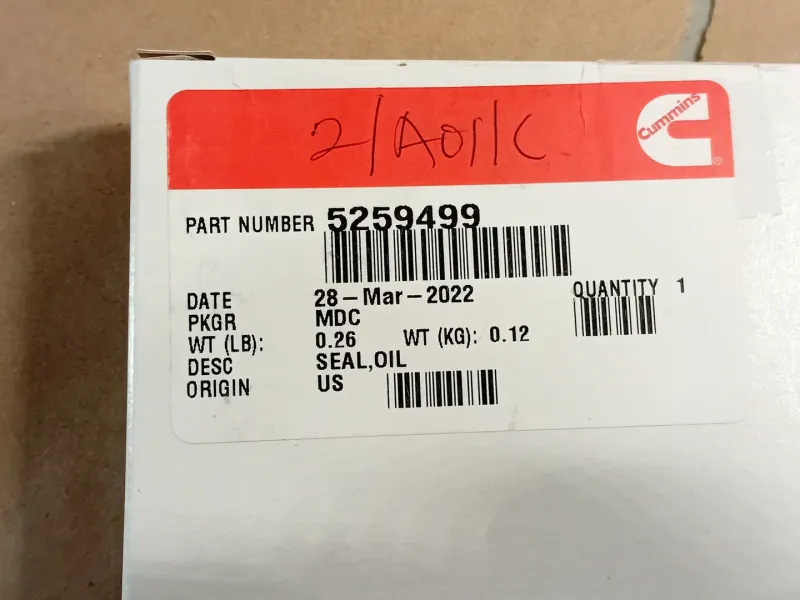 2/A01/C
Cummins
PART NUMBER 5259499
DATE 28-Mar-2022 QUANTITY 1
PKGR MDC
WT (LB): 0.26 WT (KG): 0.12
DESC SEAL,OIL
ORIGIN US